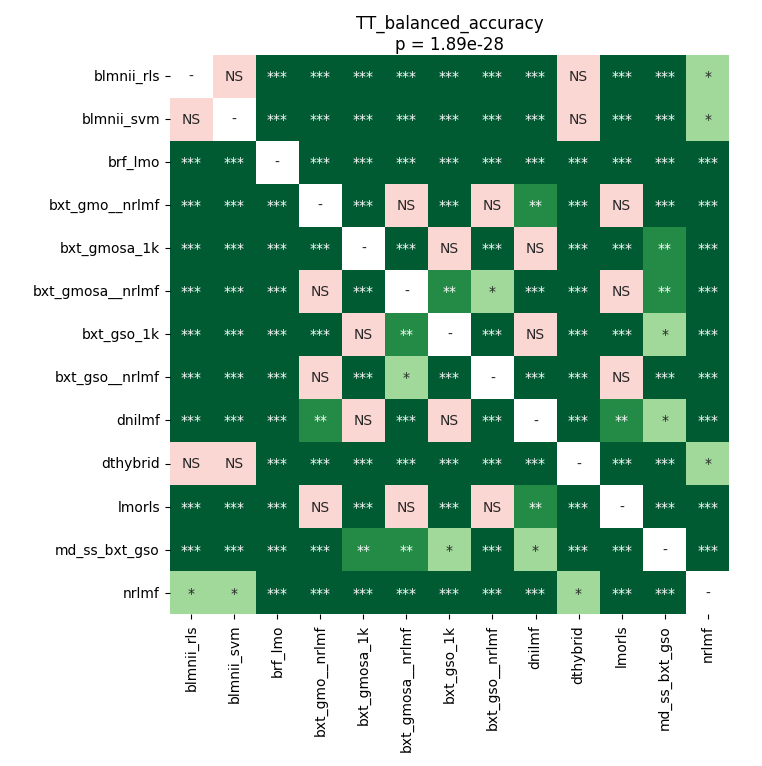 TT_balanced_accuracy
p = 1.89e-28
blmnii_rls - NS *** *** *** *** *** *** *** NS *** *** *
blmnii_svm NS - *** *** *** *** *** *** *** NS *** *** *
brf_lmo *** *** - *** *** *** *** *** *** *** *** *** ***
bxt_gmo__nrlmf *** *** *** - *** NS *** NS ** *** NS *** ***
bxt_gmosa_1k *** *** *** *** - *** NS *** NS *** *** ** ***
bxt_gmosa__nrlmf *** *** *** NS *** - ** * *** *** NS ** ***
bxt_gso_1k *** *** *** *** NS ** - *** NS *** *** * ***
bxt_gso__nrlmf *** *** *** NS *** * *** - *** *** NS *** ***
dnilmf *** *** *** ** NS *** NS *** - *** ** * ***
dthybrid NS NS *** *** *** *** *** *** *** - *** *** *
lmorls *** *** *** NS *** NS *** NS ** *** - *** ***
md_ss_bxt_gso *** *** *** *** ** ** * *** * *** *** - ***
nrlmf * * *** *** *** *** *** *** *** * *** *** -
blmnii_rls
blmnii_svm
brf_lmo
bxt_gmo__nrlmf
bxt_gmosa_1k
bxt_gmosa__nrlmf
bxt_gso_1k
bxt_gso__nrlmf
dnilmf
dthybrid
lmorls
md_ss_bxt_gso
nrlmf